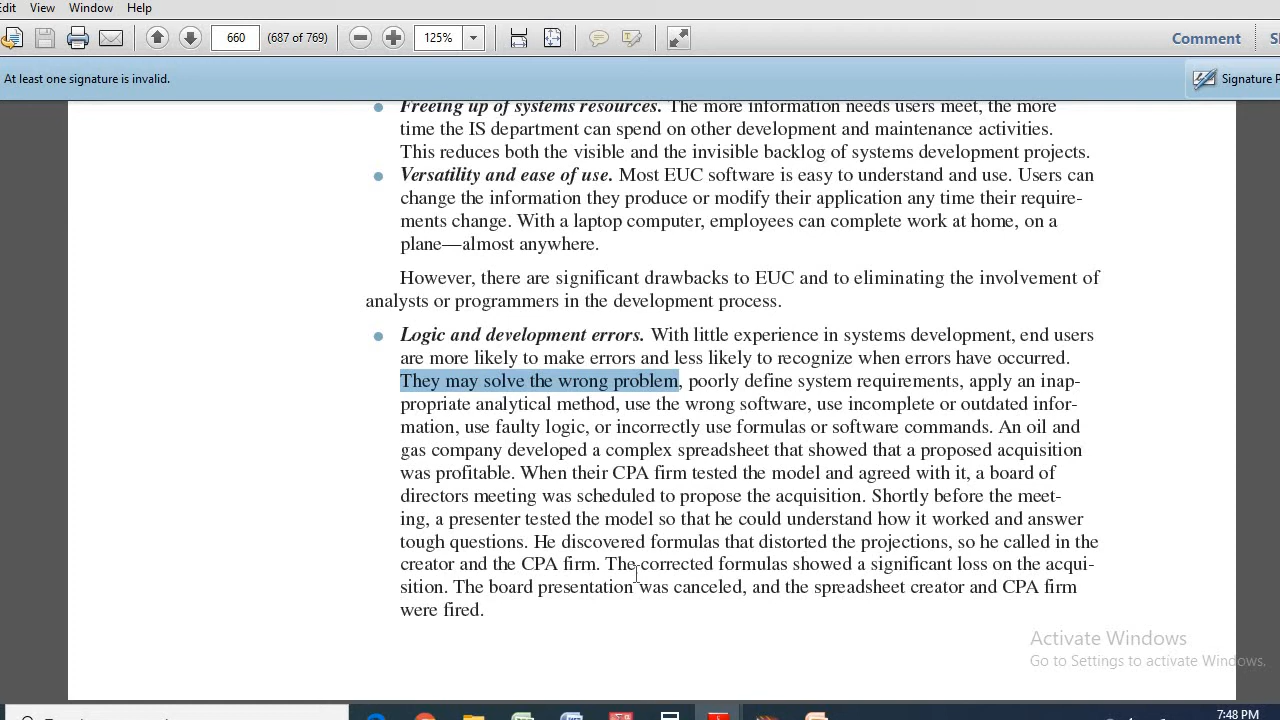 Edit View Window Help
660 (687 of 769) 125% Comment
At least one signature is invalid. Signature P
Freeing up of systems resources. The more information needs users meet, the more
time the IS department can spend on other development and maintenance activities.
This reduces both the visible and the invisible backlog of systems development projects.
Versatility and ease of use. Most EUC software is easy to understand and use. Users can
change the information they produce or modify their application any time their require-
ments change. With a laptop computer, employees can complete work at home, on a
plane—almost anywhere.
However, there are significant drawbacks to EUC and to eliminating the involvement of
analysts or programmers in the development process.
Logic and development errors. With little experience in systems development, end users
are more likely to make errors and less likely to recognize when errors have occurred.
They may solve the wrong problem, poorly define system requirements, apply an inap-
propriate analytical method, use the wrong software, use incomplete or outdated infor-
mation, use faulty logic, or incorrectly use formulas or software commands. An oil and
gas company developed a complex spreadsheet that showed that a proposed acquisition
was profitable. When their CPA firm tested the model and agreed with it, a board of
directors meeting was scheduled to propose the acquisition. Shortly before the meet-
ing, a presenter tested the model so that he could understand how it worked and answer
tough questions. He discovered formulas that distorted the projections, so he called in the
creator and the CPA firm. The corrected formulas showed a significant loss on the acqui-
sition. The board presentation was canceled, and the spreadsheet creator and CPA firm
were fired.
Activate Windows
Go to Settings to activate Windows.
7:48 PM